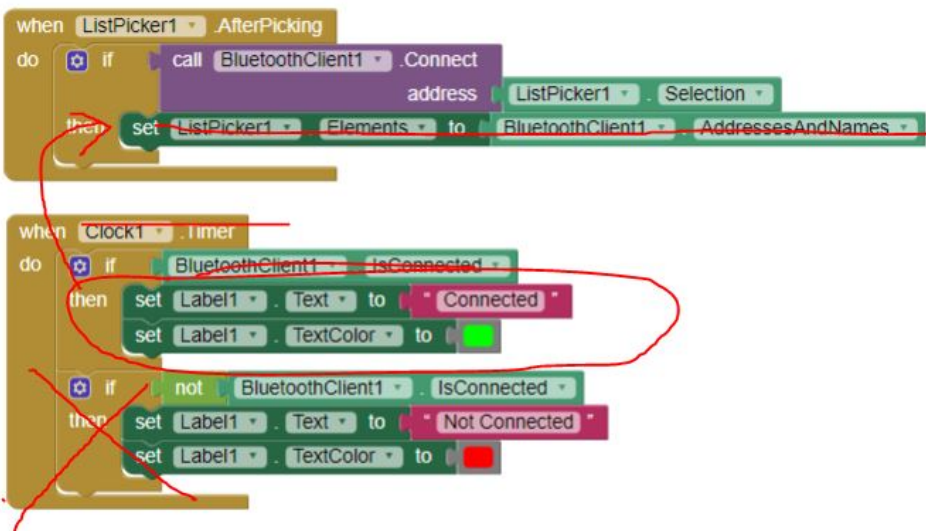 when ListPicker1 .AfterPicking
do if call BluetoothClient1 .Connect
address ListPicker1 . Selection
then set ListPicker1 . Elements to BluetoothClient1 . AddressesAndNames
when Clock1 .Timer
do if BluetoothClient1 . IsConnected
then set Label1 . Text to " Connected "
set Label1 . TextColor to
if not BluetoothClient1 . IsConnected
then set Label1 . Text to " Not Connected "
set Label1 . TextColor to